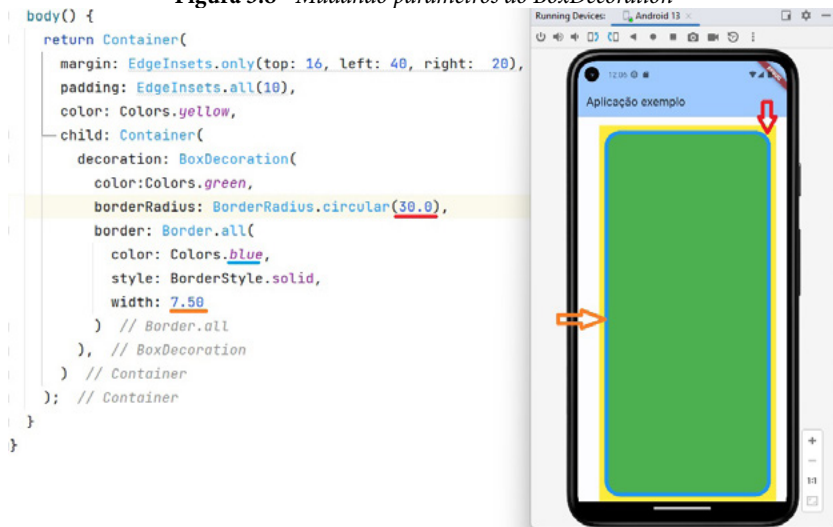 Figura 3.8 - Mudando parâmetros do BoxDecoration
body() {
return Container(
margin: EdgeInsets.only(top: 16, left: 40, right: 20),
padding: EdgeInsets.all(10),
color: Colors.yellow,
child: Container(
decoration: BoxDecoration(
color:Colors.green,
borderRadius: BorderRadius.circular(30.0),
border: Border.all(
color: Colors.blue,
style: BorderStyle.solid,
width: 7.50
) // Border.all
), // BoxDecoration
) // Container
); // Container
}
}
Running Devices: Android 13
12:06
Aplicação exemplo
1:1